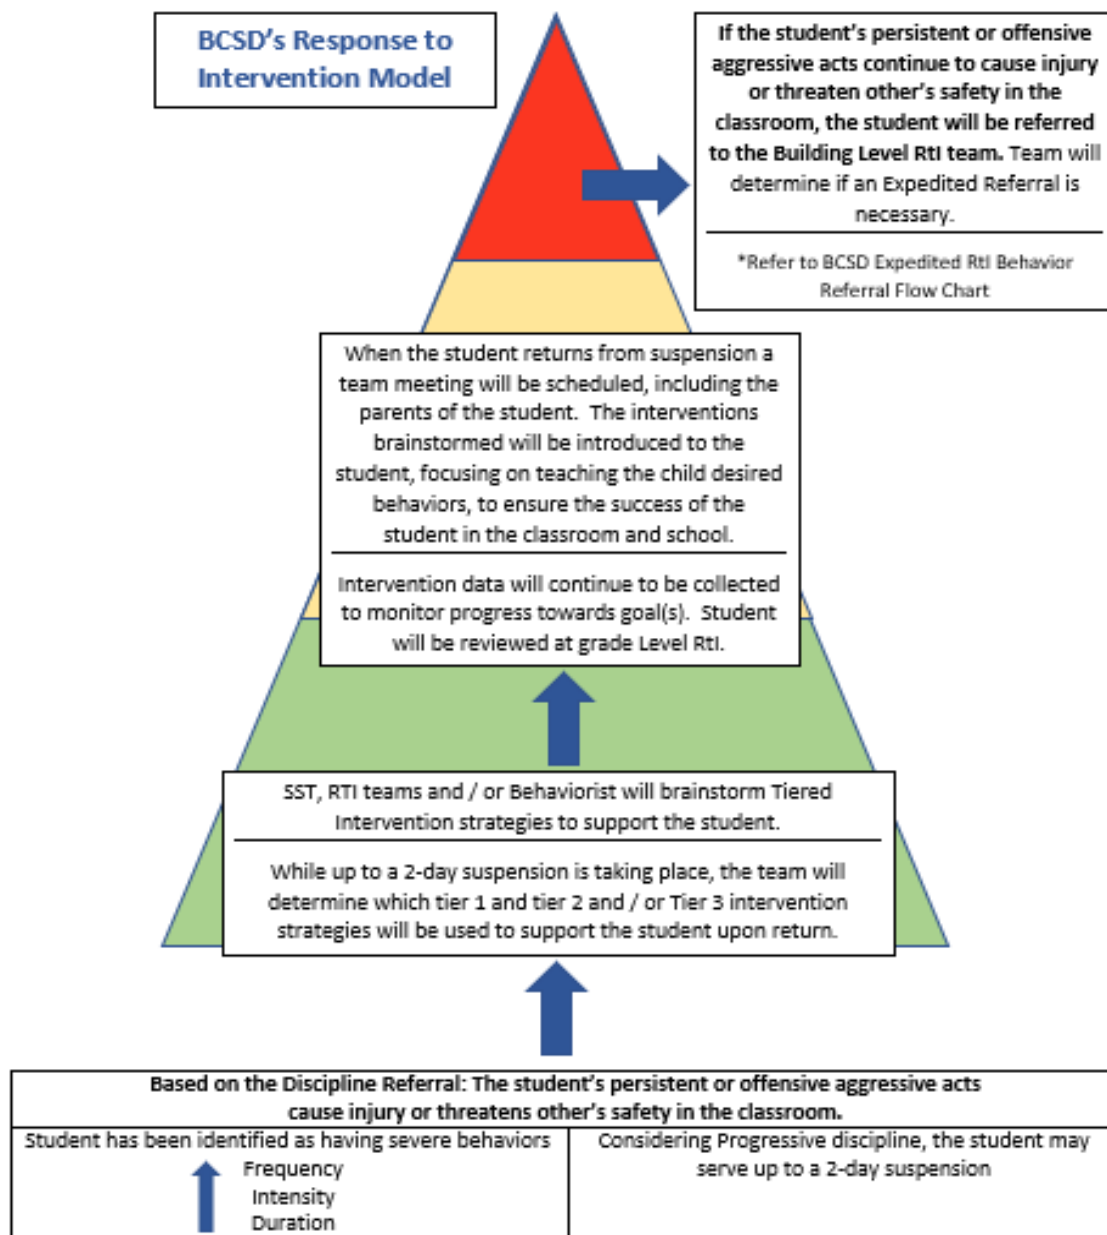 BCSD's Response to
Intervention Model
If the student's persistent or offensive
aggressive acts continue to cause injury
or threaten other's safety in the
classroom, the student will be referred
to the Building Level RtI team. Team will
determine if an Expedited Referral is
necessary.
*Refer to BCSD Expedited RtI Behavior
Referral Flow Chart
When the student returns from suspension a
team meeting will be scheduled, including the
parents of the student. The interventions
brainstormed will be introduced to the
student, focusing on teaching the child desired
behaviors, to ensure the success of the
student in the classroom and school.
Intervention data will continue to be collected
to monitor progress towards goal(s). Student
will be reviewed at grade Level RtI.
SST, RTI teams and / or Behaviorist will brainstorm Tiered
Intervention strategies to support the student.
While up to a 2-day suspension is taking place, the team will
determine which tier 1 and tier 2 and / or Tier 3 intervention
strategies will be used to support the student upon return.
Based on the Discipline Referral: The student's persistent or offensive aggressive acts
cause injury or threatens other's safety in the classroom.
Student has been identified as having severe behaviors
Frequency
Intensity
Duration
Considering Progressive discipline, the student may
serve up to a 2-day suspension